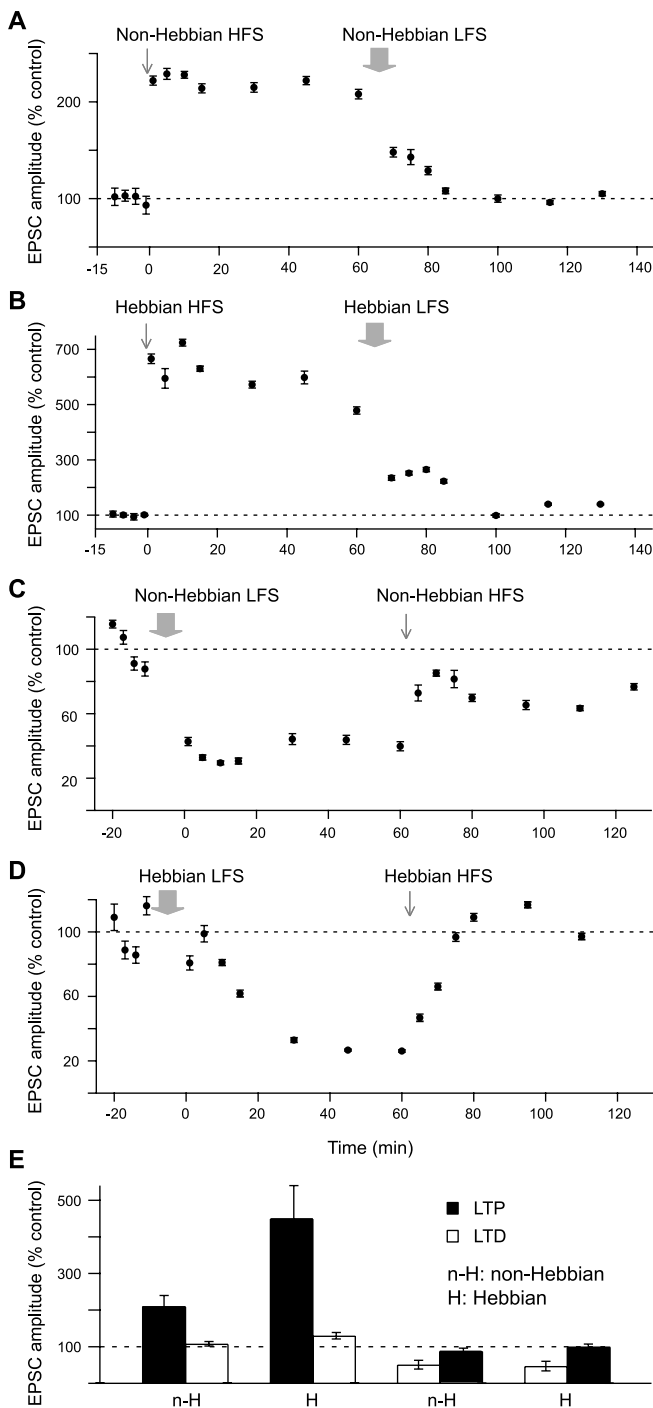 A
Non-Hebbian HFS Non-Hebbian LFS
EPSC amplitude (% control)
200
100
-15 0 20 40 60 80 100 120 140
B
Hebbian HFS Hebbian LFS
EPSC amplitude (% control)
700
500
300
100
-15 0 20 40 60 80 100 120 140
C
Non-Hebbian LFS Non-Hebbian HFS
EPSC amplitude (% control)
100
60
20
-20 0 20 40 60 80 100 120
D
Hebbian LFS Hebbian HFS
EPSC amplitude (% control)
100
60
20
-20 0 20 40 60 80 100 120
Time (min)
E
EPSC amplitude (% control)
500
300
100
LTP
LTD
n-H: non-Hebbian
H: Hebbian
n-H H n-H H